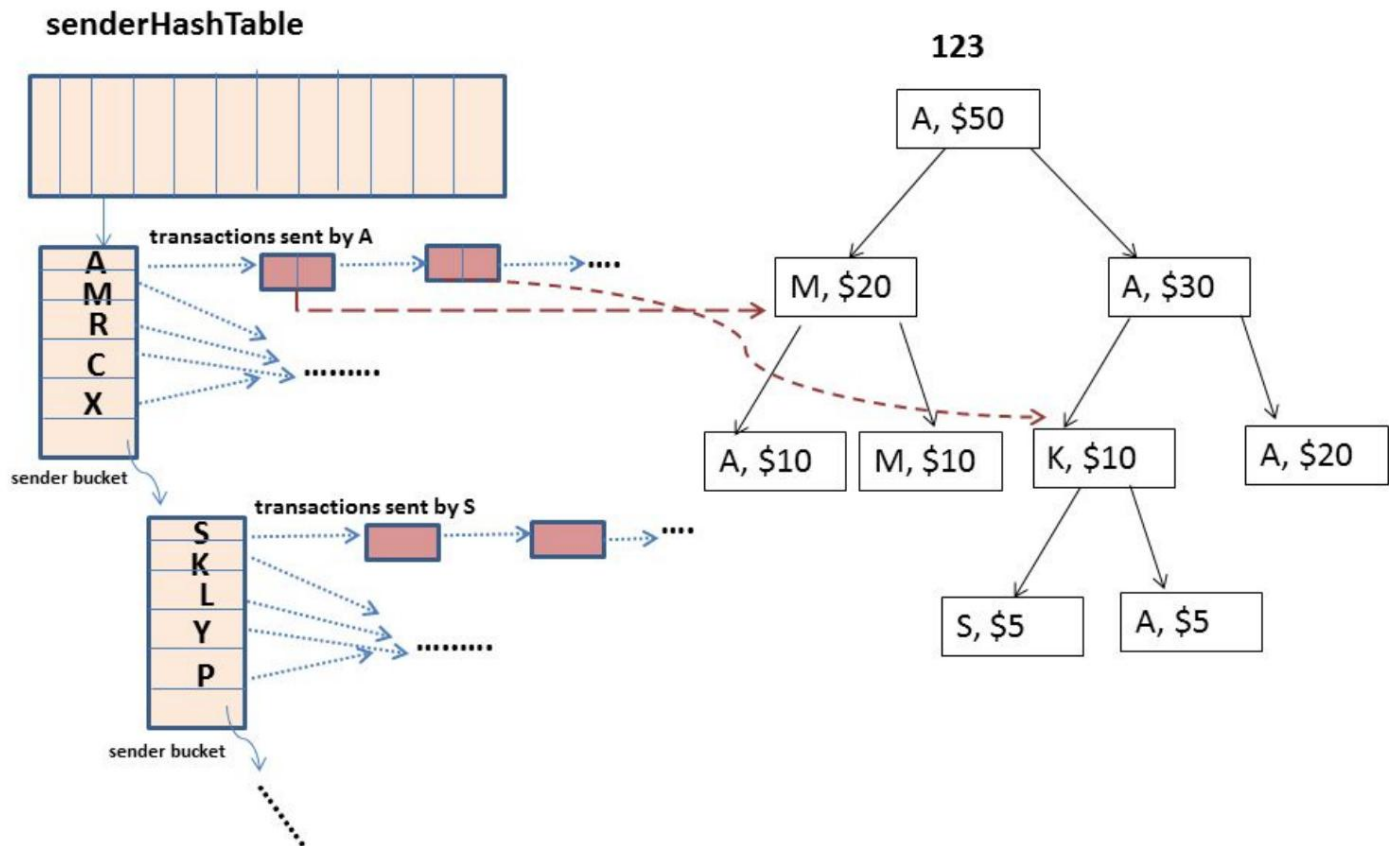 senderHashTable
transactions sent by A
A
M
R
C
X
sender bucket
transactions sent by S
S
K
L
Y
P
sender bucket
123
A, $50
M, $20
A, $30
A, $10
M, $10
K, $10
A, $20
S, $5
A, $5